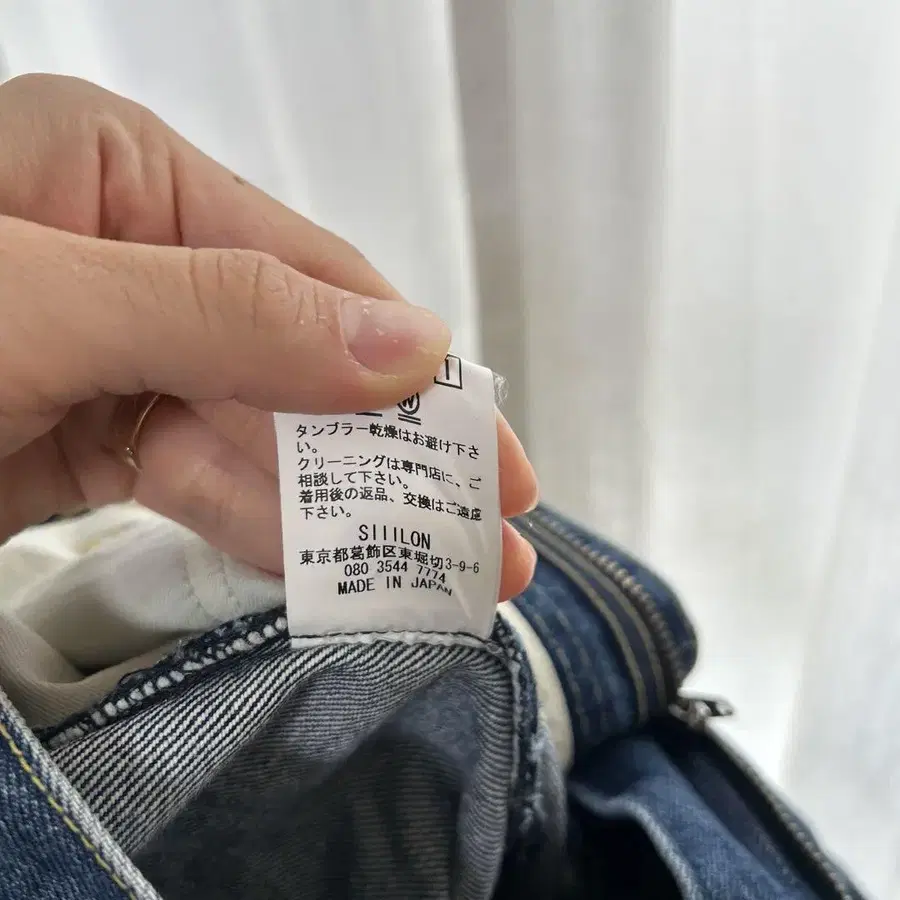 1
W
タンブラー乾燥はお避け下さ
い。
クリーニングは専門店に、ご
相談して下さい。
着用後の返品、交換はご遠慮
下さい。
SIIILON
東京都葛飾区東堀切3-9-6
080 3544 7774
MADE IN JAPAN